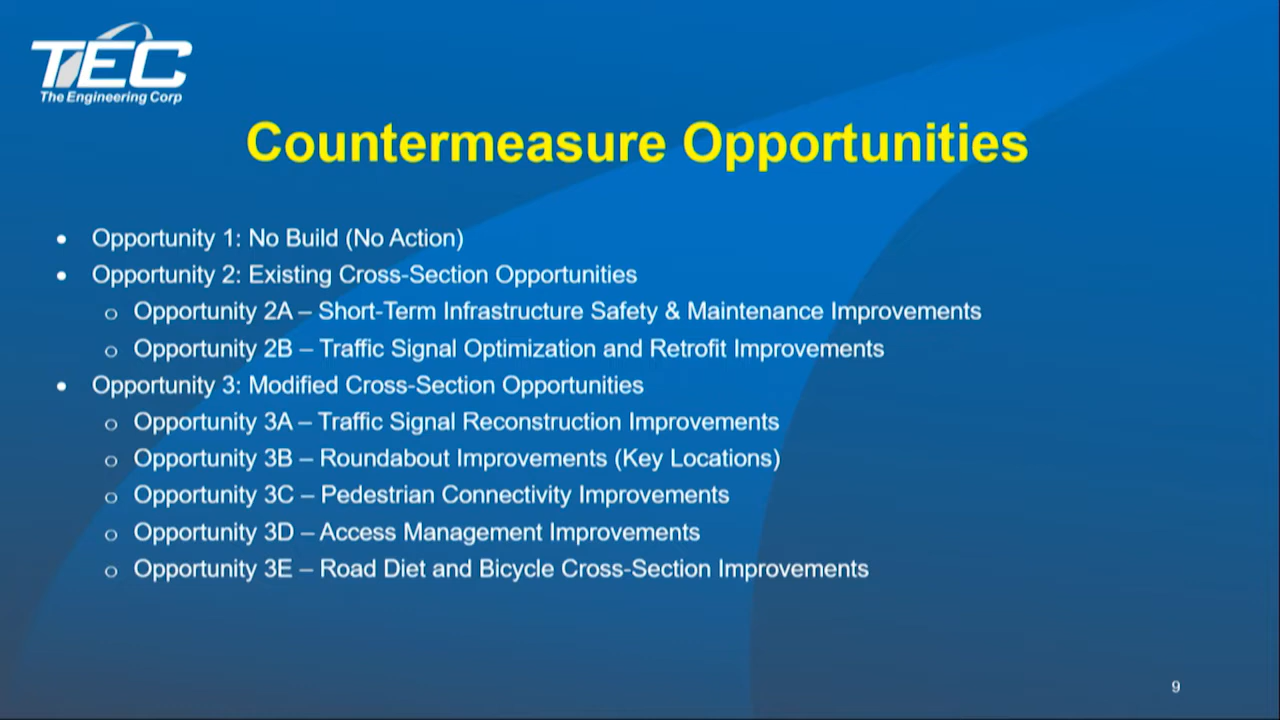 TEC
The Engineering Corp
Countermeasure Opportunities
• Opportunity 1: No Build (No Action)
• Opportunity 2: Existing Cross-Section Opportunities
o Opportunity 2A – Short-Term Infrastructure Safety & Maintenance Improvements
o Opportunity 2B – Traffic Signal Optimization and Retrofit Improvements
• Opportunity 3: Modified Cross-Section Opportunities
o Opportunity 3A – Traffic Signal Reconstruction Improvements
o Opportunity 3B – Roundabout Improvements (Key Locations)
o Opportunity 3C – Pedestrian Connectivity Improvements
o Opportunity 3D – Access Management Improvements
o Opportunity 3E – Road Diet and Bicycle Cross-Section Improvements
9